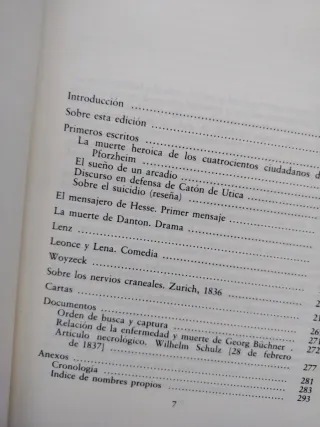 Introducción
Sobre esta edición
Primeros escritos
La muerte heroica de los cuatrocientos ciudadanos d
Pforzheim
El sueño de un arcadio
Discurso en defensa de Catón de Utica
Sobre el suicidio (reseña)
El mensajero de Hesse. Primer mensaje
La muerte de Danton. Drama
Lenz
Leonce y Lena. Comedia
Woyzeck
Sobre los nervios craneales. Zurich, 1836
Cartas
Documentos
Orden de busca y captura
Relación de la enfermedad y muerte de Georg Büchner
Artículo necrológico. Wilhelm Schulz [28 de febrero
de 1837] 277
Anexos 281
Cronología 283
Indice de nombres propios 293
7